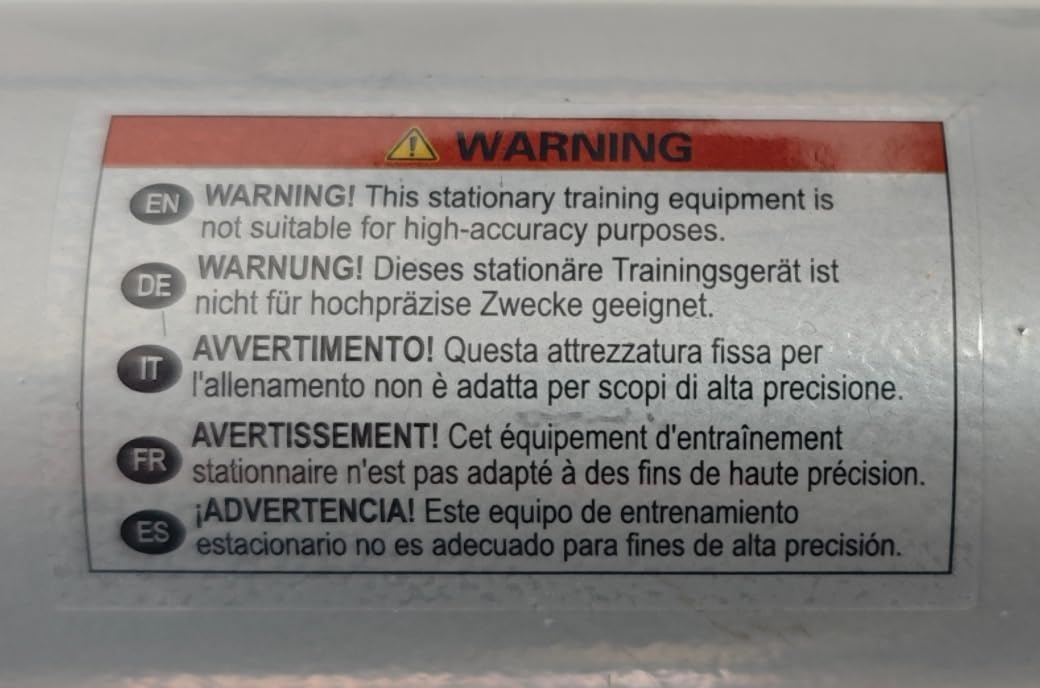 WARNING
EN WARNING! This stationary training equipment is
not suitable for high-accuracy purposes.
DE WARNUNG! Dieses stationäre Trainingsgerät ist
nicht für hochpräzise Zwecke geeignet.
IT AVVERTIMENTO! Questa attrezzatura fissa per
l'allenamento non è adatta per scopi di alta precisione.
FR AVERTISSEMENT! Cet équipement d'entraînement
stationnaire n'est pas adapté à des fins de haute précision.
ES ¡ADVERTENCIA! Este equipo de entrenamiento
estacionario no es adecuado para fines de alta precisión.